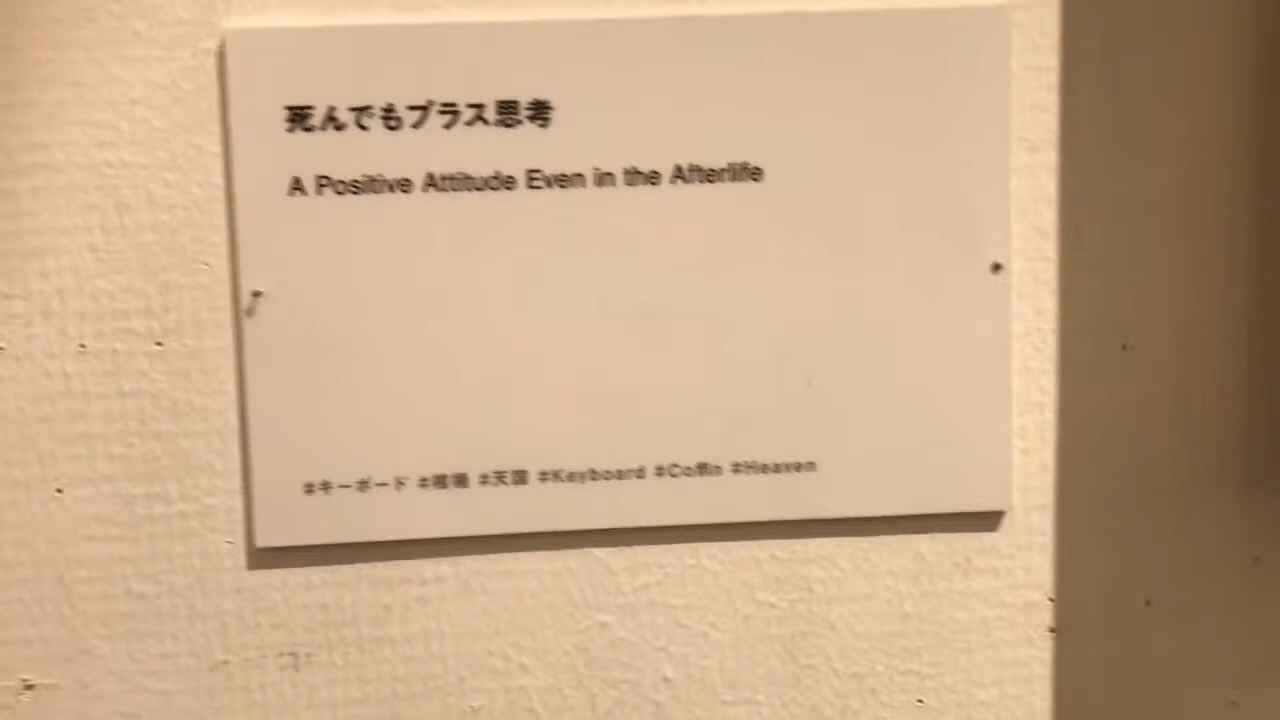 死んでもプラス思考
A Positive Attitude Even in the Afterlife
#キーボード #棺桶 #天国 #Keyboard #Coffin #Heaven